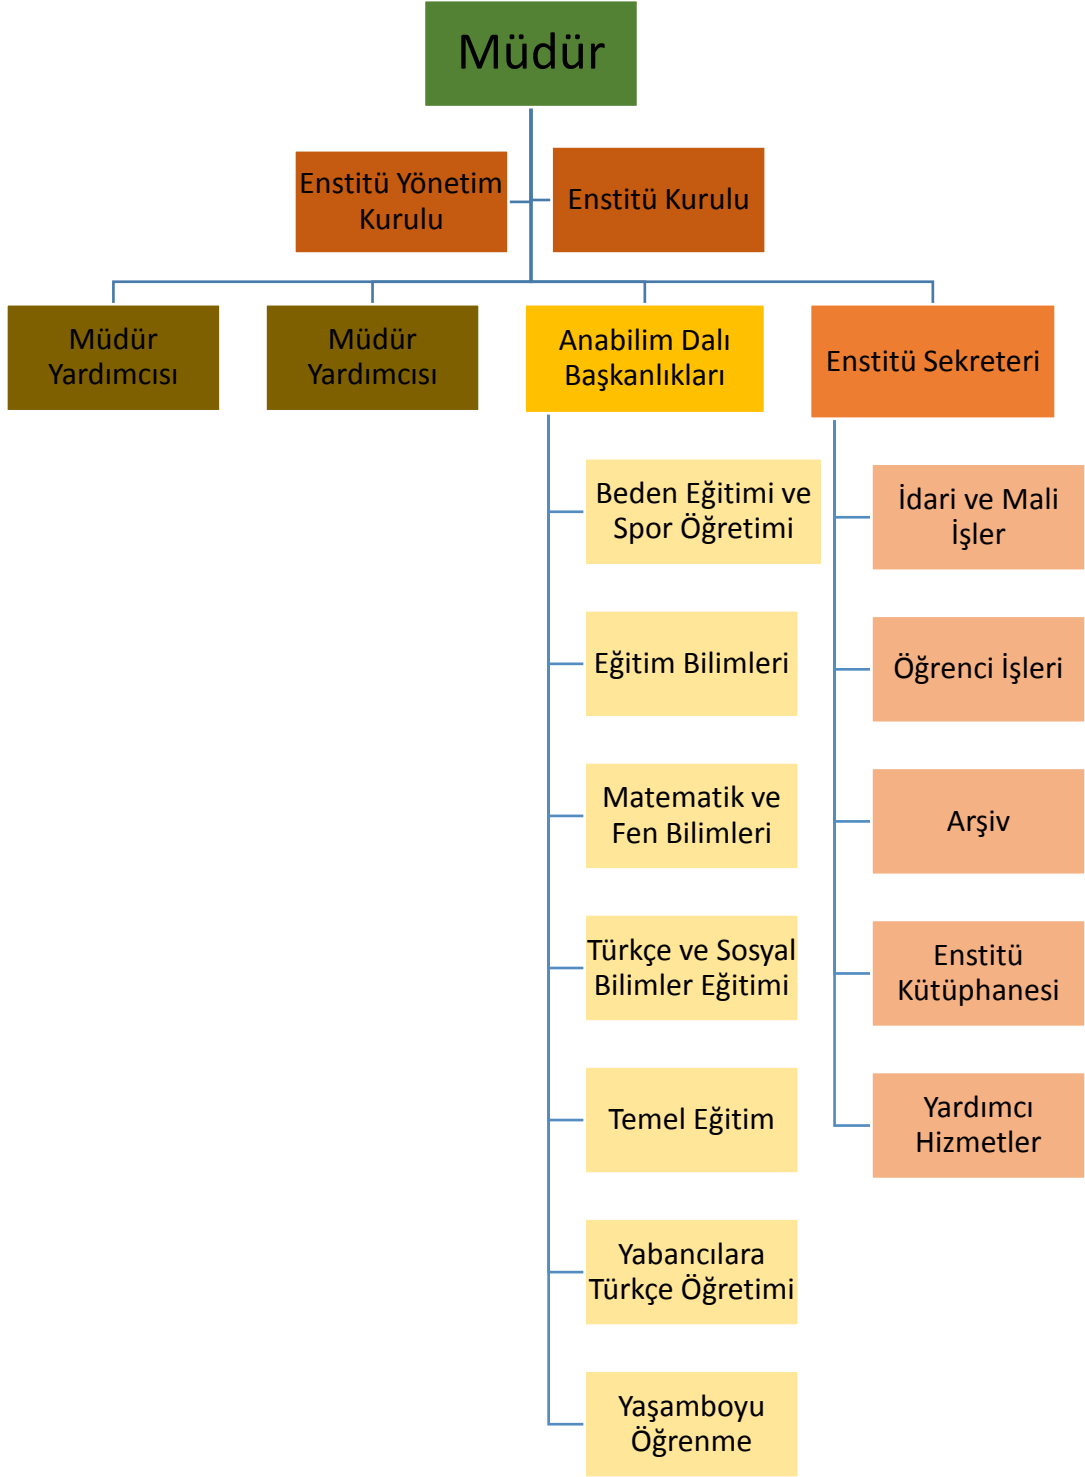 Müdür
Enstitü Yönetim
Kurulu
Enstitü Kurulu
Müdür
Yardımcısı
Müdür
Yardımcısı
Anabilim Dalı
Başkanlıkları
Enstitü Sekreteri
Beden Eğitimi ve
Spor Öğretimi
Eğitim Bilimleri
Matematik ve
Fen Bilimleri
Türkçe ve Sosyal
Bilimler Eğitimi
Temel Eğitim
Yabancılara
Türkçe Öğretimi
Yaşamboyu
Öğrenme
İdari ve Mali
İşler
Öğrenci İşleri
Arşiv
Enstitü
Kütüphanesi
Yardımcı
Hizmetler